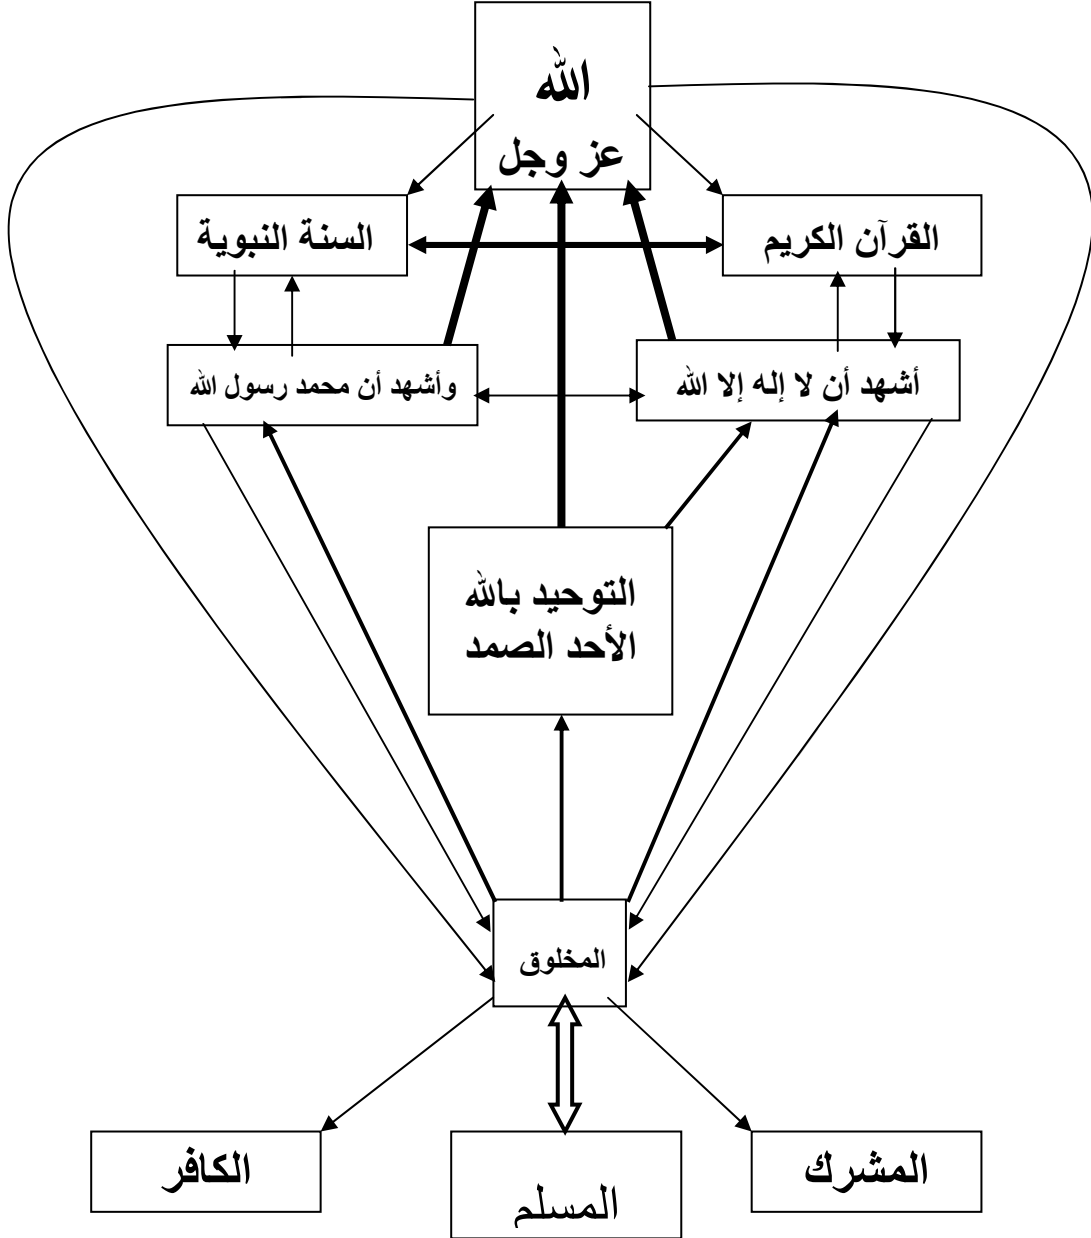 الله
عز وجل
القرآن الكريم
السنة النبوية
أشهد أن لا إله إلا الله
وأشهد أن محمد رسول الله
التوحيد بالله
الأحد الصمد
المخلوق
المشرك
المسلم
الكافر